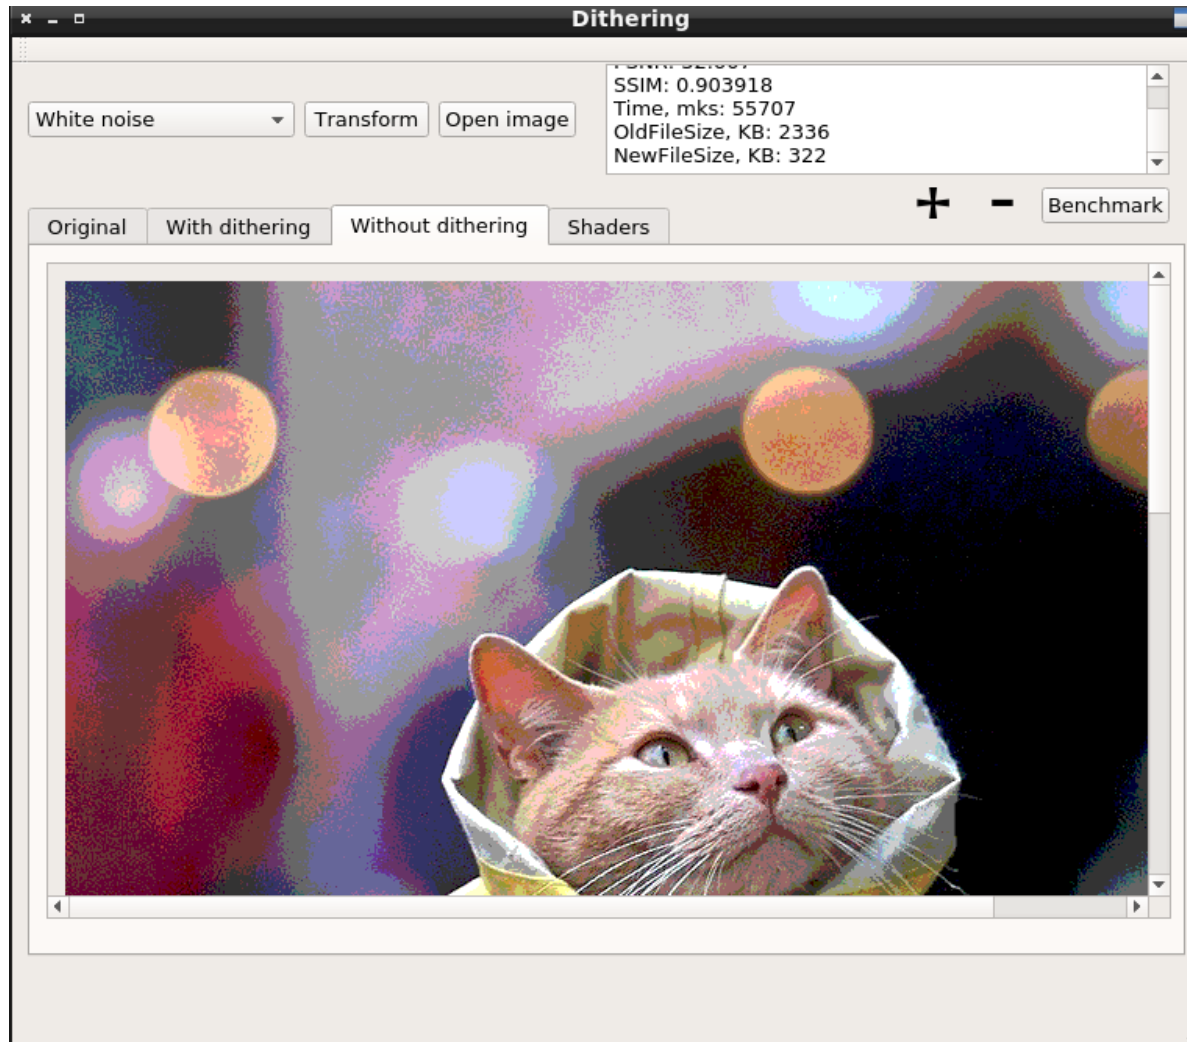 Dithering
SSIM: 0.903918
White noise
Transform
Open image
Time, mks: 55707
OldFileSize, KB: 2336
NewFileSize, KB: 322
+
-
Benchmark
Original
With dithering
Without dithering
Shaders